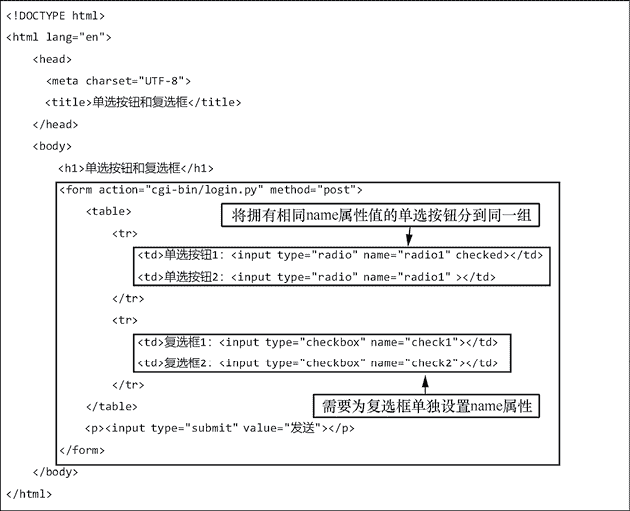 <!DOCTYPE html>
<html lang="en">
<head>
<meta charset="UTF-8">
<title>单选按钮和复选框</title>
</head>
<body>
<h1>单选按钮和复选框</h1>
<form action="cgi-bin/login.py" method="post">
<table>
将拥有相同name属性值的单选按钮分到同一组
<tr>
<td>单选按钮1：<input type="radio" name="radio1" checked></td>
<td>单选按钮2：<input type="radio" name="radio1" ></td>
</tr>
<tr>
<td>复选框1：<input type="checkbox" name="check1"></td>
<td>复选框2：<input type="checkbox" name="check2"></td>
</tr>
</table>
需要为复选框单独设置name属性
<p><input type="submit" value="发送"></p>
</form>
</body>
</html>